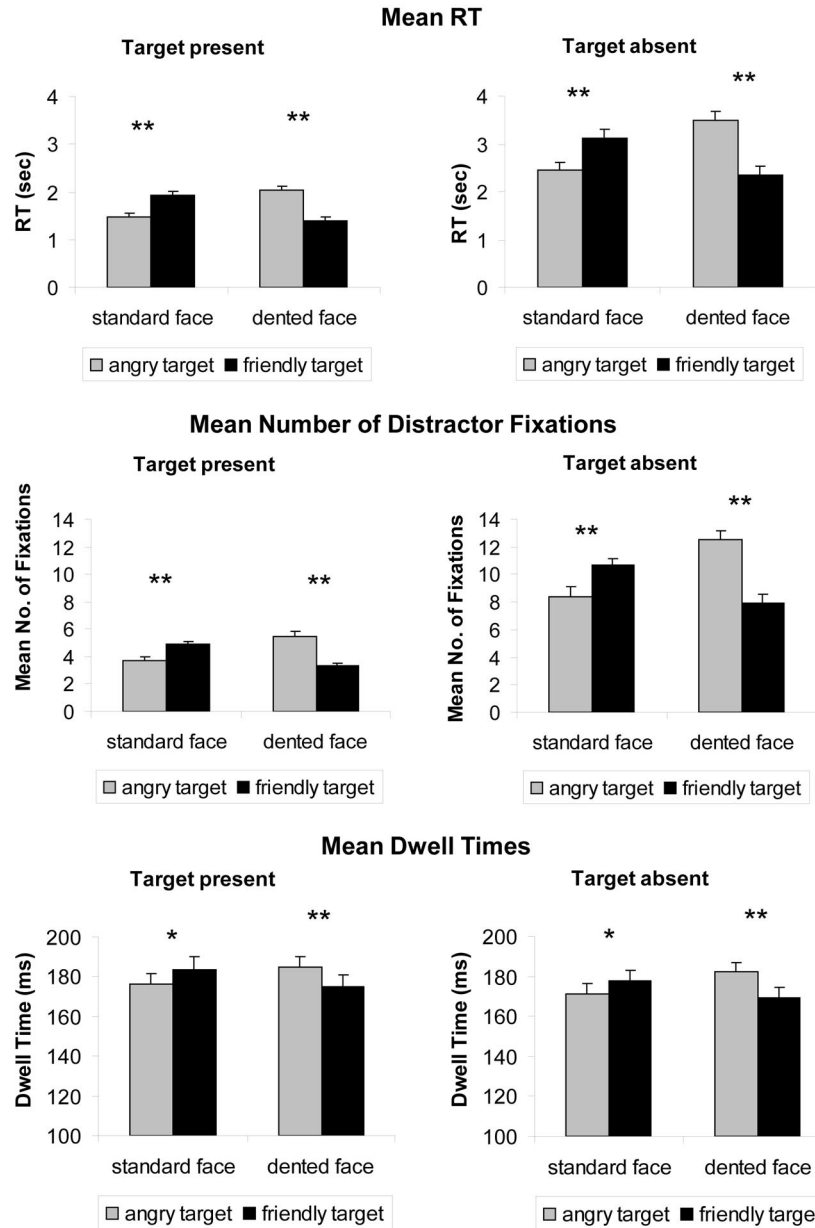 Mean RT
Target present
Target absent
** **
** **
RT (sec)
4
3
2
1
0
standard face dented face
angry target friendly target
RT (sec)
4
3
2
1
0
standard face dented face
angry target friendly target
Mean Number of Distractor Fixations
Target present
Target absent
** **
** **
Mean No. of Fixations
14
12
10
8
6
4
2
0
standard face dented face
angry target friendly target
Mean No. of Fixations
14
12
10
8
6
4
2
0
standard face dented face
angry target friendly target
Mean Dwell Times
Target present
Target absent
* **
* **
Dwell Time (ms)
200
180
160
140
120
100
standard face dented face
angry target friendly target
Dwell Time (ms)
200
180
160
140
120
100
standard face dented face
angry target friendly targe